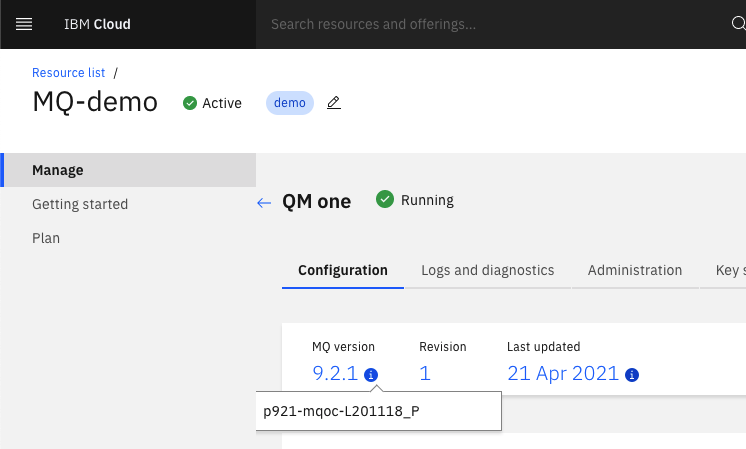 IBM Cloud
Search resources and offerings...
Resource list /
MQ-demo Active demo
Manage
Getting started
Plan
QM one Running
Configuration Logs and diagnostics Administration Key s
MQ version Revision Last updated
9.2.1 1 21 Apr 2021
p921-mqoc-L201118_P